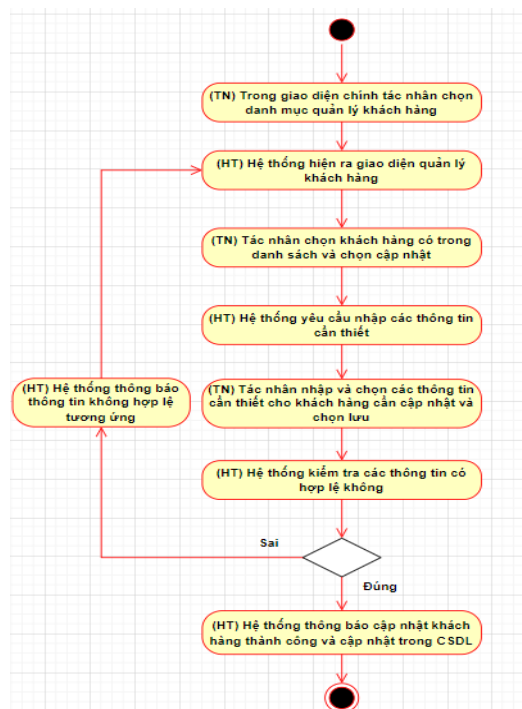 (TN) Trong giao diện chính tác nhân chọn
danh mục quản lý khách hàng
(HT) Hệ thống hiện ra giao diện quản lý
khách hàng
(TN) Tác nhân chọn khách hàng có trong
danh sách và chọn cập nhật
(HT) Hệ thống yêu cầu nhập các thông tin
cần thiết
(HT) Hệ thống thông báo
thông tin không hợp lệ
tương ứng
(TN) Tác nhân nhập và chọn các thông tin
cần thiết cho khách hàng cần cập nhật và
chọn lưu
(HT) Hệ thống kiểm tra các thông tin có
hợp lệ không
Sai
Đúng
(HT) Hệ thống thông báo cập nhật khách
hàng thành công và cập nhật trong CSDL